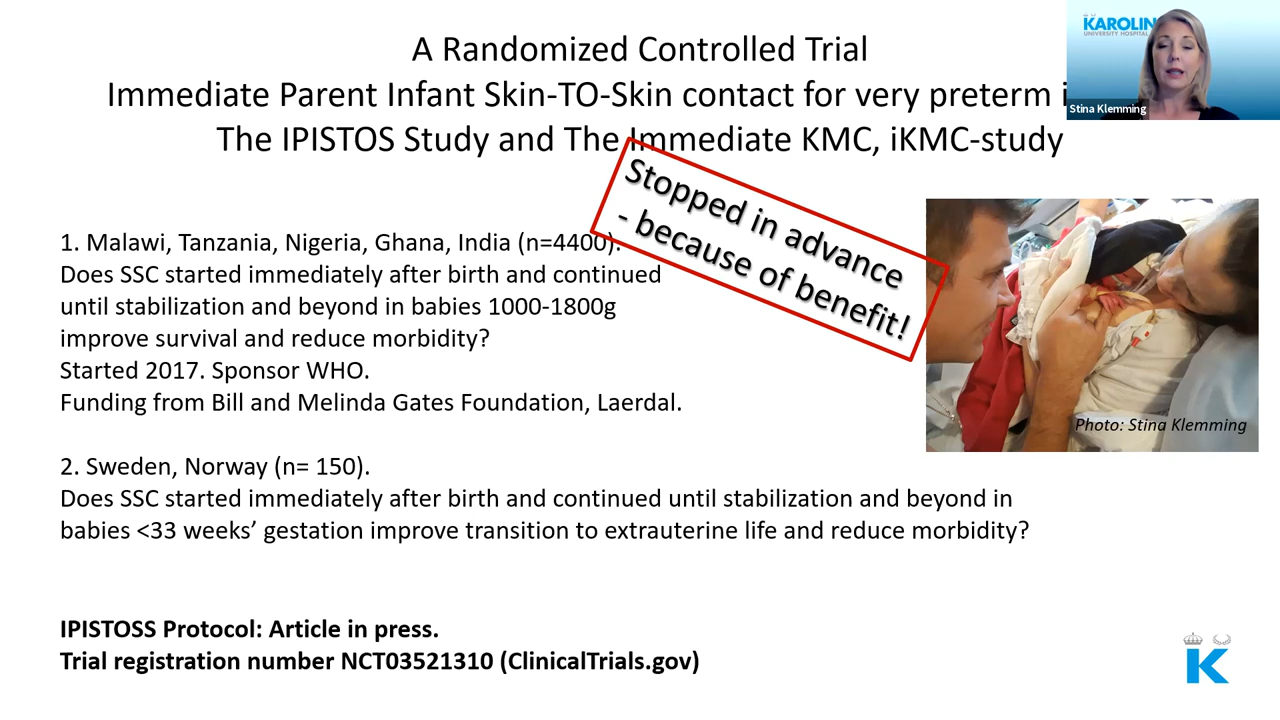 A Randomized Controlled Trial
Immediate Parent Infant Skin-TO-Skin contact for very preterm
The IPISTOS Study and The Immediate KMC, iKMC-study
KAROLIN
UNIVERSITY HOSPITAL
Stina Klemming
Stopped in advance
- because of benefit!
1. Malawi, Tanzania, Nigeria, Ghana, India (n=4400).
Does SSC started immediately after birth and continued
until stabilization and beyond in babies 1000-1800g
improve survival and reduce morbidity?
Started 2017. Sponsor WHO.
Funding from Bill and Melinda Gates Foundation, Laerdal.
Photo: Stina Klemming
2. Sweden, Norway (n= 150).
Does SSC started immediately after birth and continued until stabilization and beyond in
babies <33 weeks’ gestation improve transition to extrauterine life and reduce morbidity?
IPISTOSS Protocol: Article in press.
Trial registration number NCT03521310 (ClinicalTrials.gov)
K